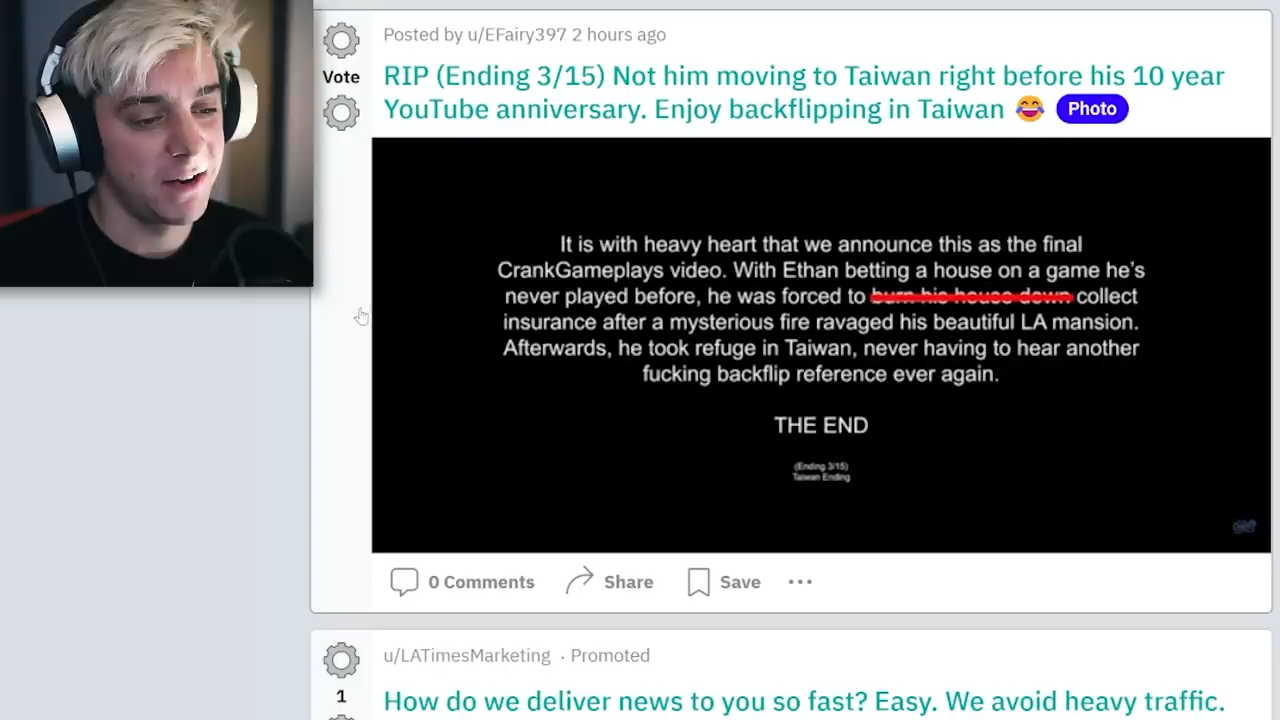 Posted by u/EFairy397 2 hours ago
Vote
RIP (Ending 3/15) Not him moving to Taiwan right before his 10 year
YouTube anniversary. Enjoy backflipping in Taiwan 😂 Photo
It is with heavy heart that we announce this as the final
CrankGameplays video. With Ethan betting a house on a game he's
never played before, he was forced to burn his house down collect
insurance after a mysterious fire ravaged his beautiful LA mansion.
Afterwards, he took refuge in Taiwan, never having to hear another
fucking backflip reference ever again.
THE END
(Ending 3/15)
Taiwan Ending
0 Comments Share Save
u/LATimesMarketing · Promoted
1
How do we deliver news to you so fast? Easy. We avoid heavy traffic.